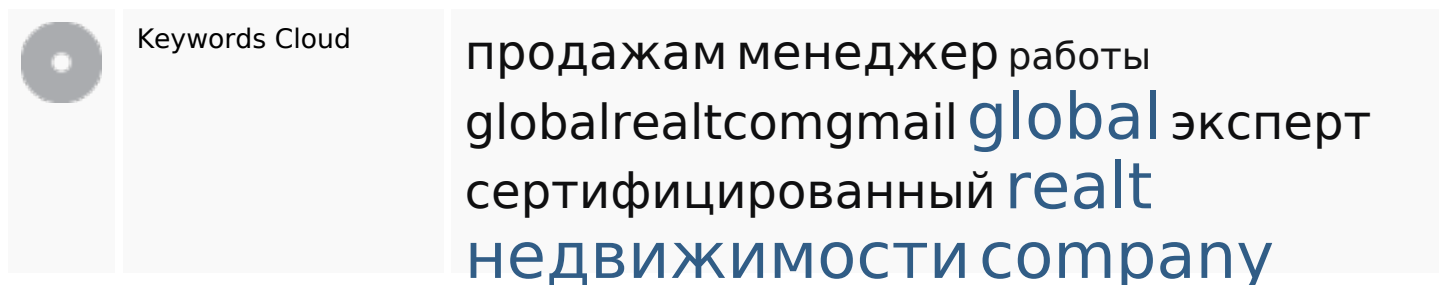 Keywords Cloud
продажам менеджер работы
globalrealtcomgmail global эксперт
сертифицированный realt
недвижимости company